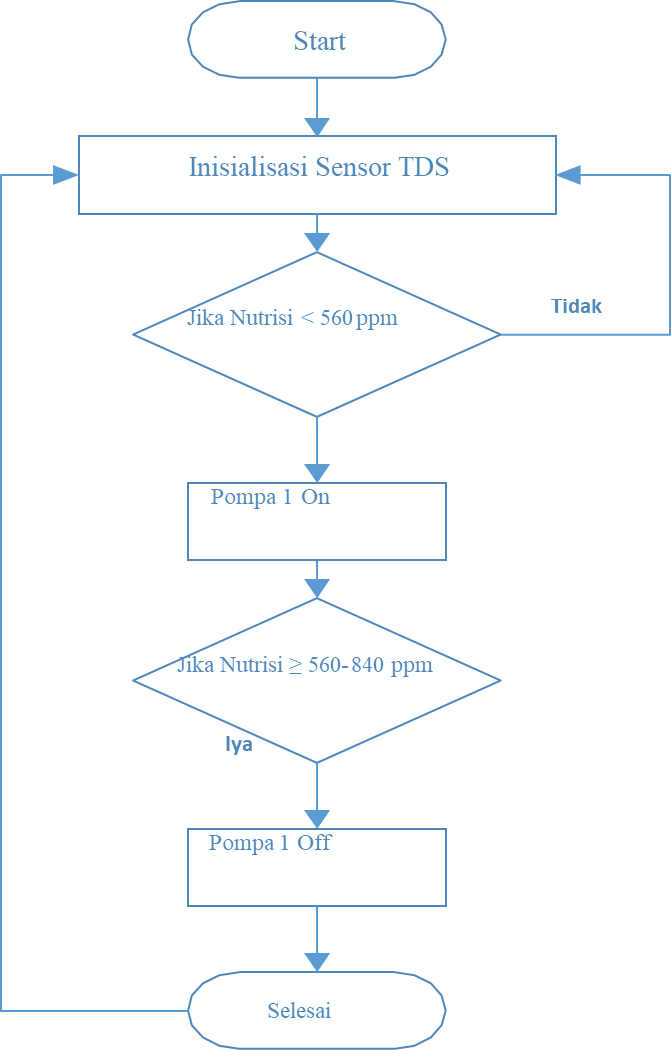 Start
Inisialisasi Sensor TDS
Jika Nutrisi < 560 ppm
Tidak
Pompa 1 On
Jika Nutrisi ≥ 560-840 ppm
Iya
Pompa 1 Off
Selesai